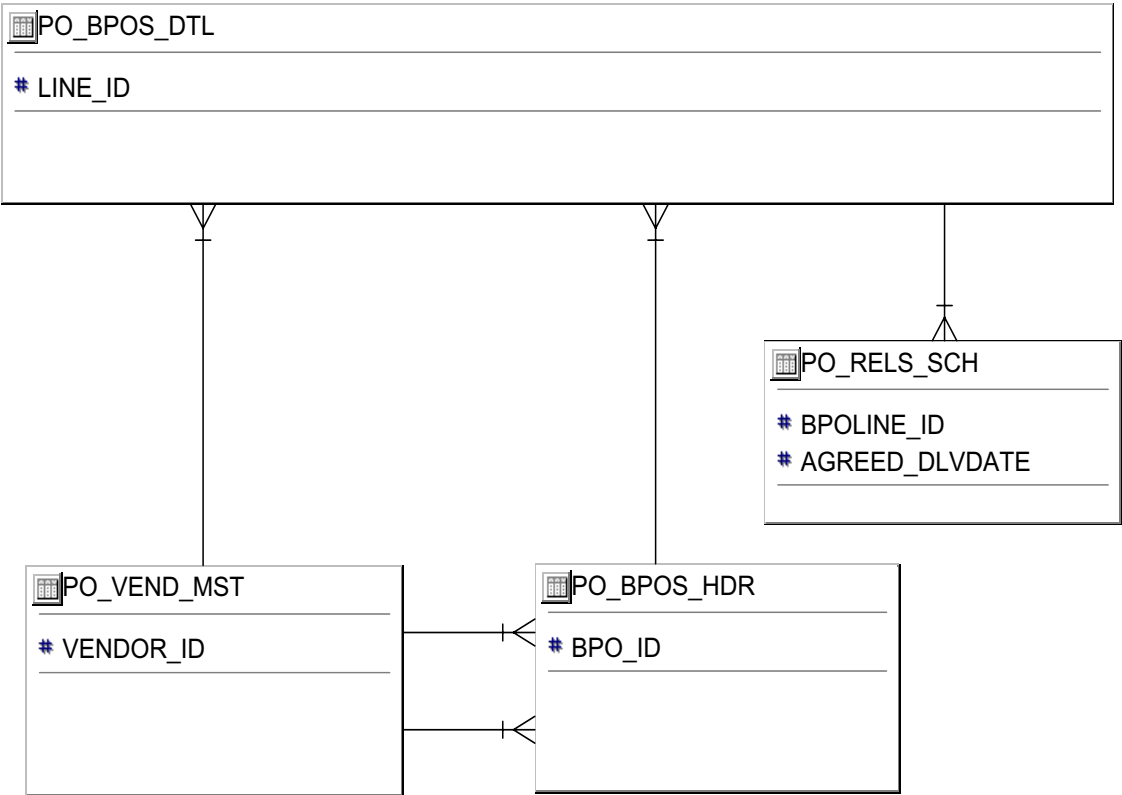 PO_BPOS_DTL
# LINE_ID
PO_RELS_SCH
# BPOLINE_ID
# AGREED_DLVDATE
PO_VEND_MST
# VENDOR_ID
PO_BPOS_HDR
# BPO_ID